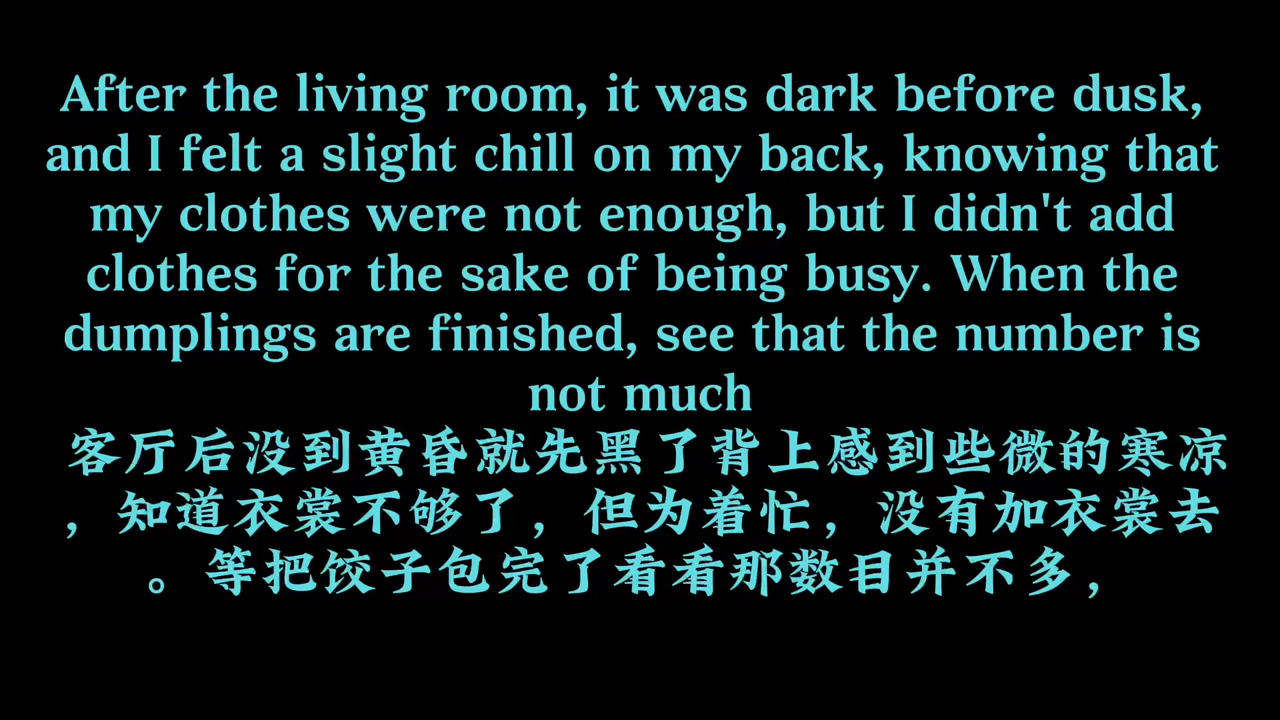 After the living room, it was dark before dusk,
and I felt a slight chill on my back, knowing that
my clothes were not enough, but I didn't add
clothes for the sake of being busy. When the
dumplings are finished, see that the number is
not much
客厅后没到黄昏就先黑了背上感到些微的寒凉
，知道衣裳不够了，但为着忙，没有加衣裳去
。等把饺子包完了看看那数目并不多，